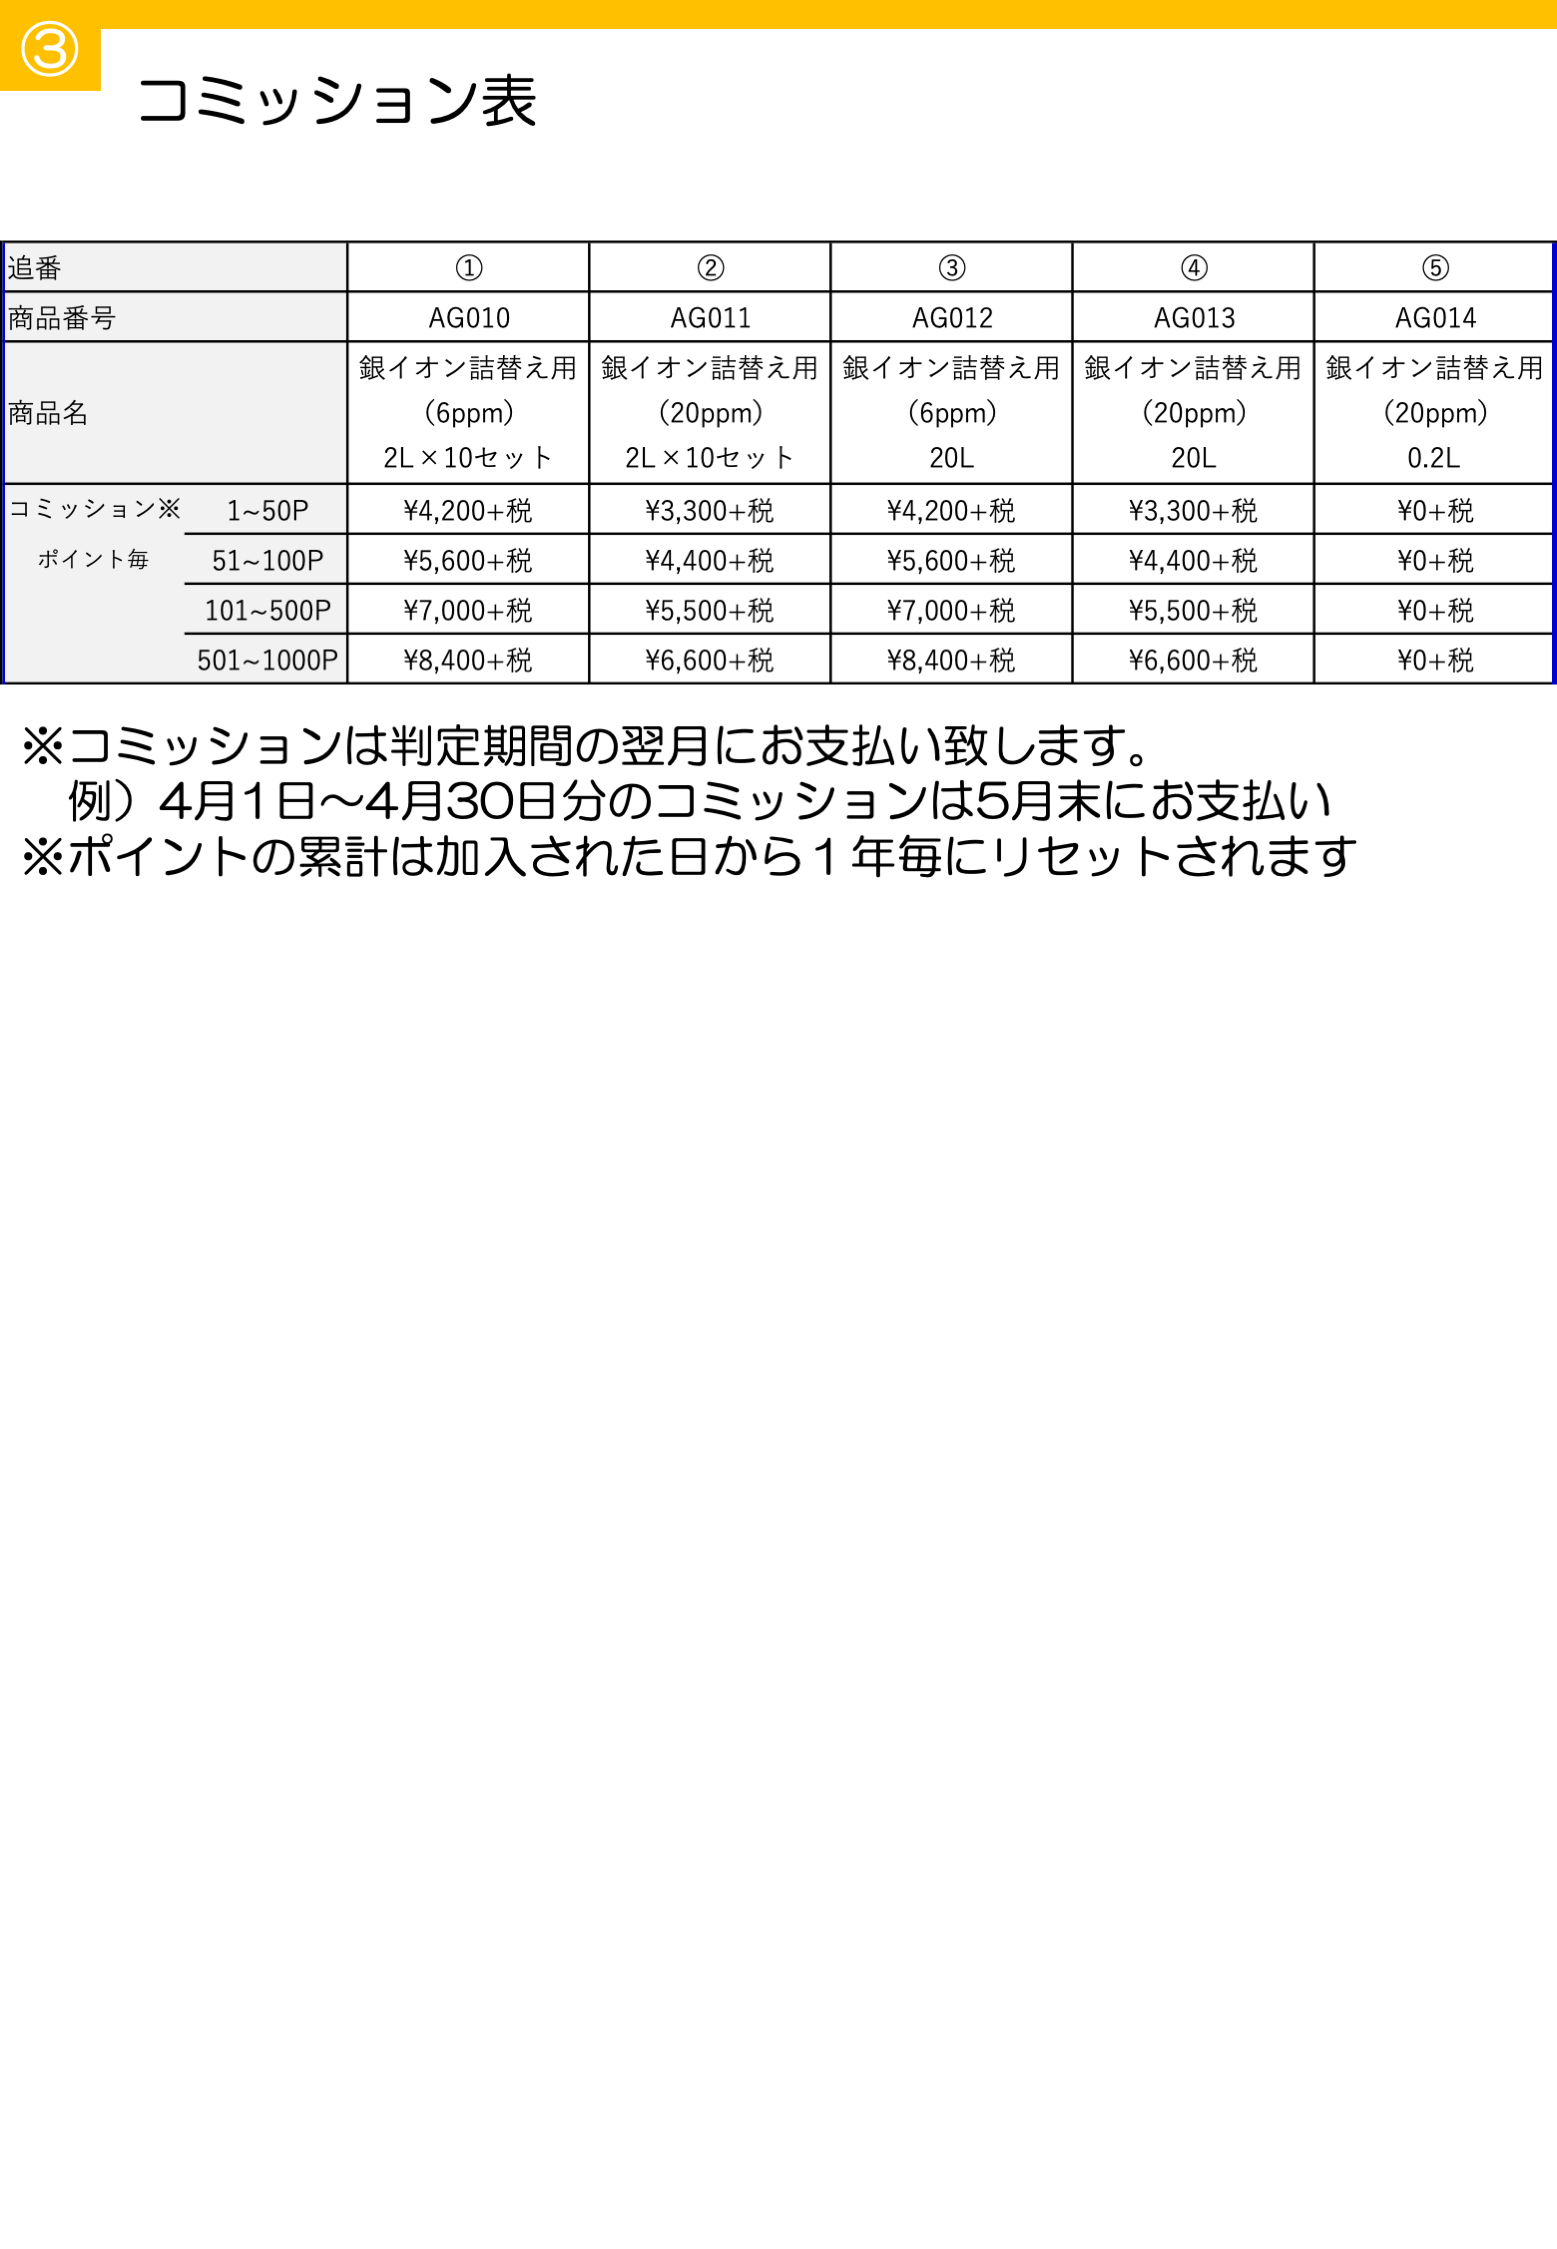 ③
コミッション表
追番 ① ② ③ ④ ⑤
商品番号 AG010 AG011 AG012 AG013 AG014
商品名 銀イオン詰替え用 銀イオン詰替え用 銀イオン詰替え用 銀イオン詰替え用 銀イオン詰替え用
（6ppm） （20ppm） （6ppm） （20ppm） （20ppm）
2L×10セット 2L×10セット 20L 20L 0.2L
コミッション※ 1~50P ¥4,200+税 ¥3,300+税 ¥4,200+税 ¥3,300+税 ¥0+税
ポイント毎 51~100P ¥5,600+税 ¥4,400+税 ¥5,600+税 ¥4,400+税 ¥0+税
101~500P ¥7,000+税 ¥5,500+税 ¥7,000+税 ¥5,500+税 ¥0+税
501~1000P ¥8,400+税 ¥6,600+税 ¥8,400+税 ¥6,600+税 ¥0+税
※コミッションは判定期間の翌月にお支払い致します。
例）4月1日～4月30日分のコミッションは5月末にお支払い
※ポイントの累計は加入された日から１年毎にリセットされます